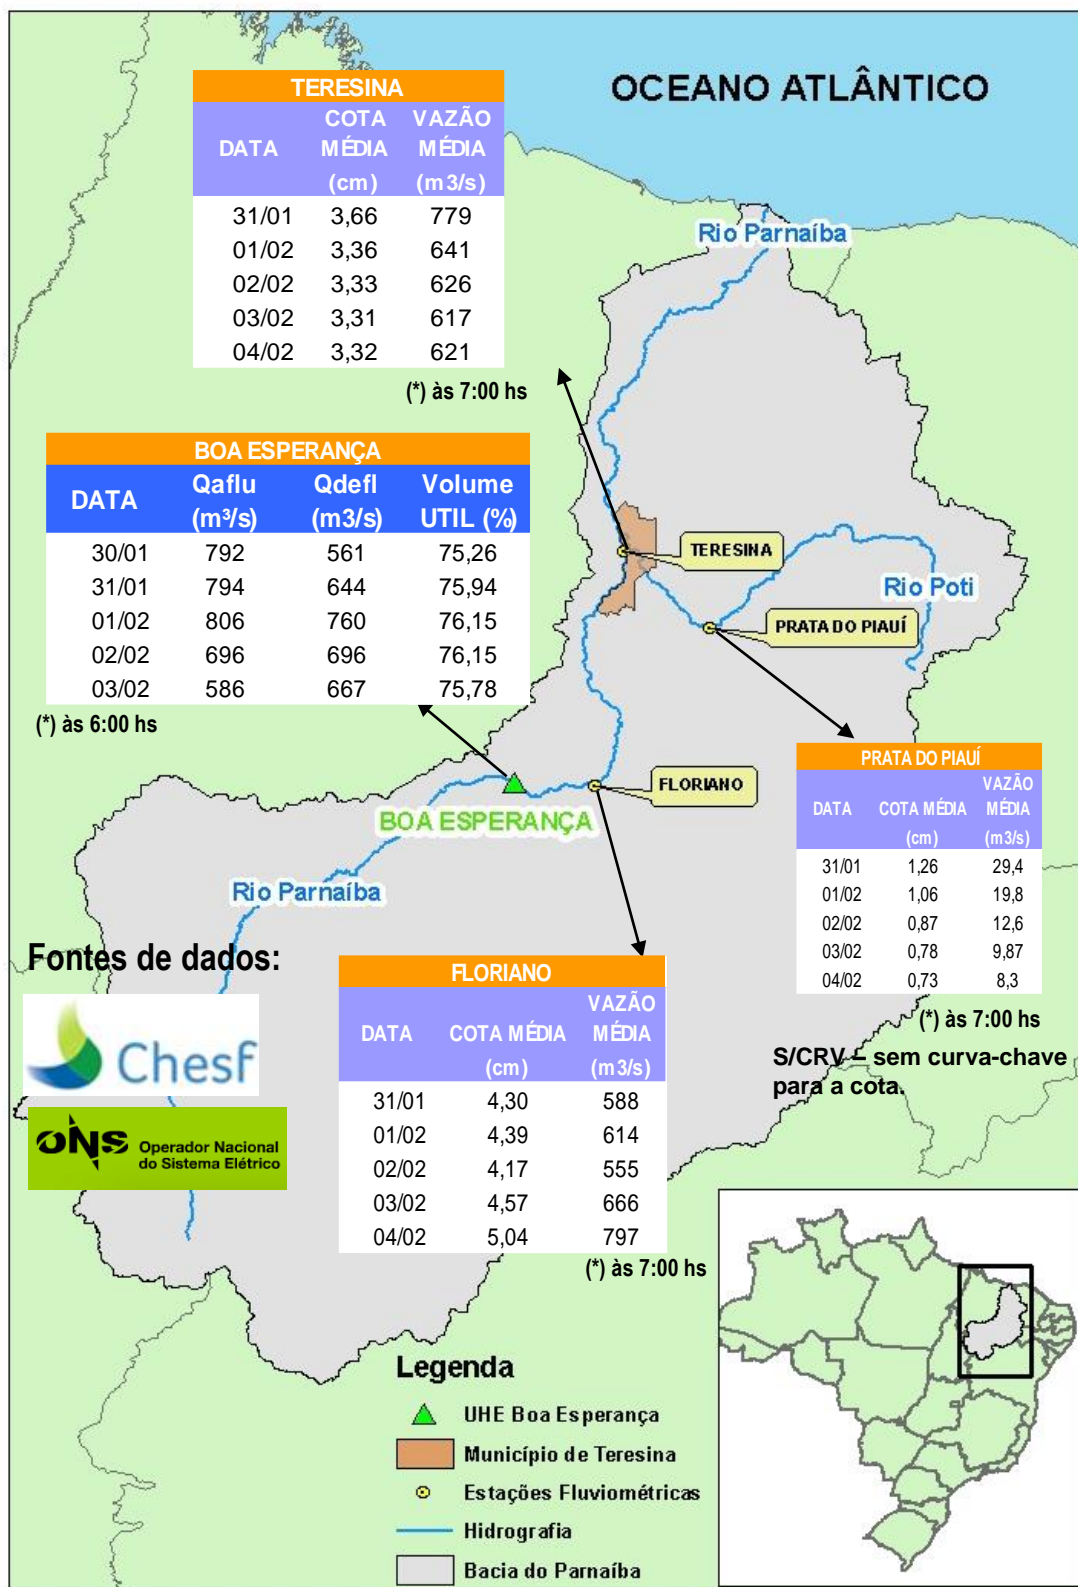 OCEANO ATLÂNTICO
TERESINA
DATA COTA MÉDIA (cm) VAZÃO MÉDIA (m3/s)
31/01 3,66 779
01/02 3,36 641
02/02 3,33 626
03/02 3,31 617
04/02 3,32 621
(*) às 7:00 hs
Rio Parnaíba
BOA ESPERANÇA
DATA Qaflu (m³/s) Qdefl (m3/s) Volume UTIL (%)
30/01 792 561 75,26
31/01 794 644 75,94
01/02 806 760 76,15
02/02 696 696 76,15
03/02 586 667 75,78
(*) às 6:00 hs
TERESINA
Rio Poti
PRATA DO PIAUÍ
FLORIANO
BOA ESPERANÇA
Rio Parnaíba
PRATA DO PIAUÍ
DATA COTA MÉDIA (cm) VAZÃO MÉDIA (m3/s)
31/01 1,26 29,4
01/02 1,06 19,8
02/02 0,87 12,6
03/02 0,78 9,87
04/02 0,73 8,3
(*) às 7:00 hs
S/CRV – sem curva-chave
para a cota.
Fontes de dados:
Chesf
ONS Operador Nacional
do Sistema Elétrico
FLORIANO
DATA COTA MÉDIA (cm) VAZÃO MÉDIA (m3/s)
31/01 4,30 588
01/02 4,39 614
02/02 4,17 555
03/02 4,57 666
04/02 5,04 797
(*) às 7:00 hs
Legenda
UHE Boa Esperança
Município de Teresina
Estações Fluviométricas
Hidrografia
Bacia do Parnaíba